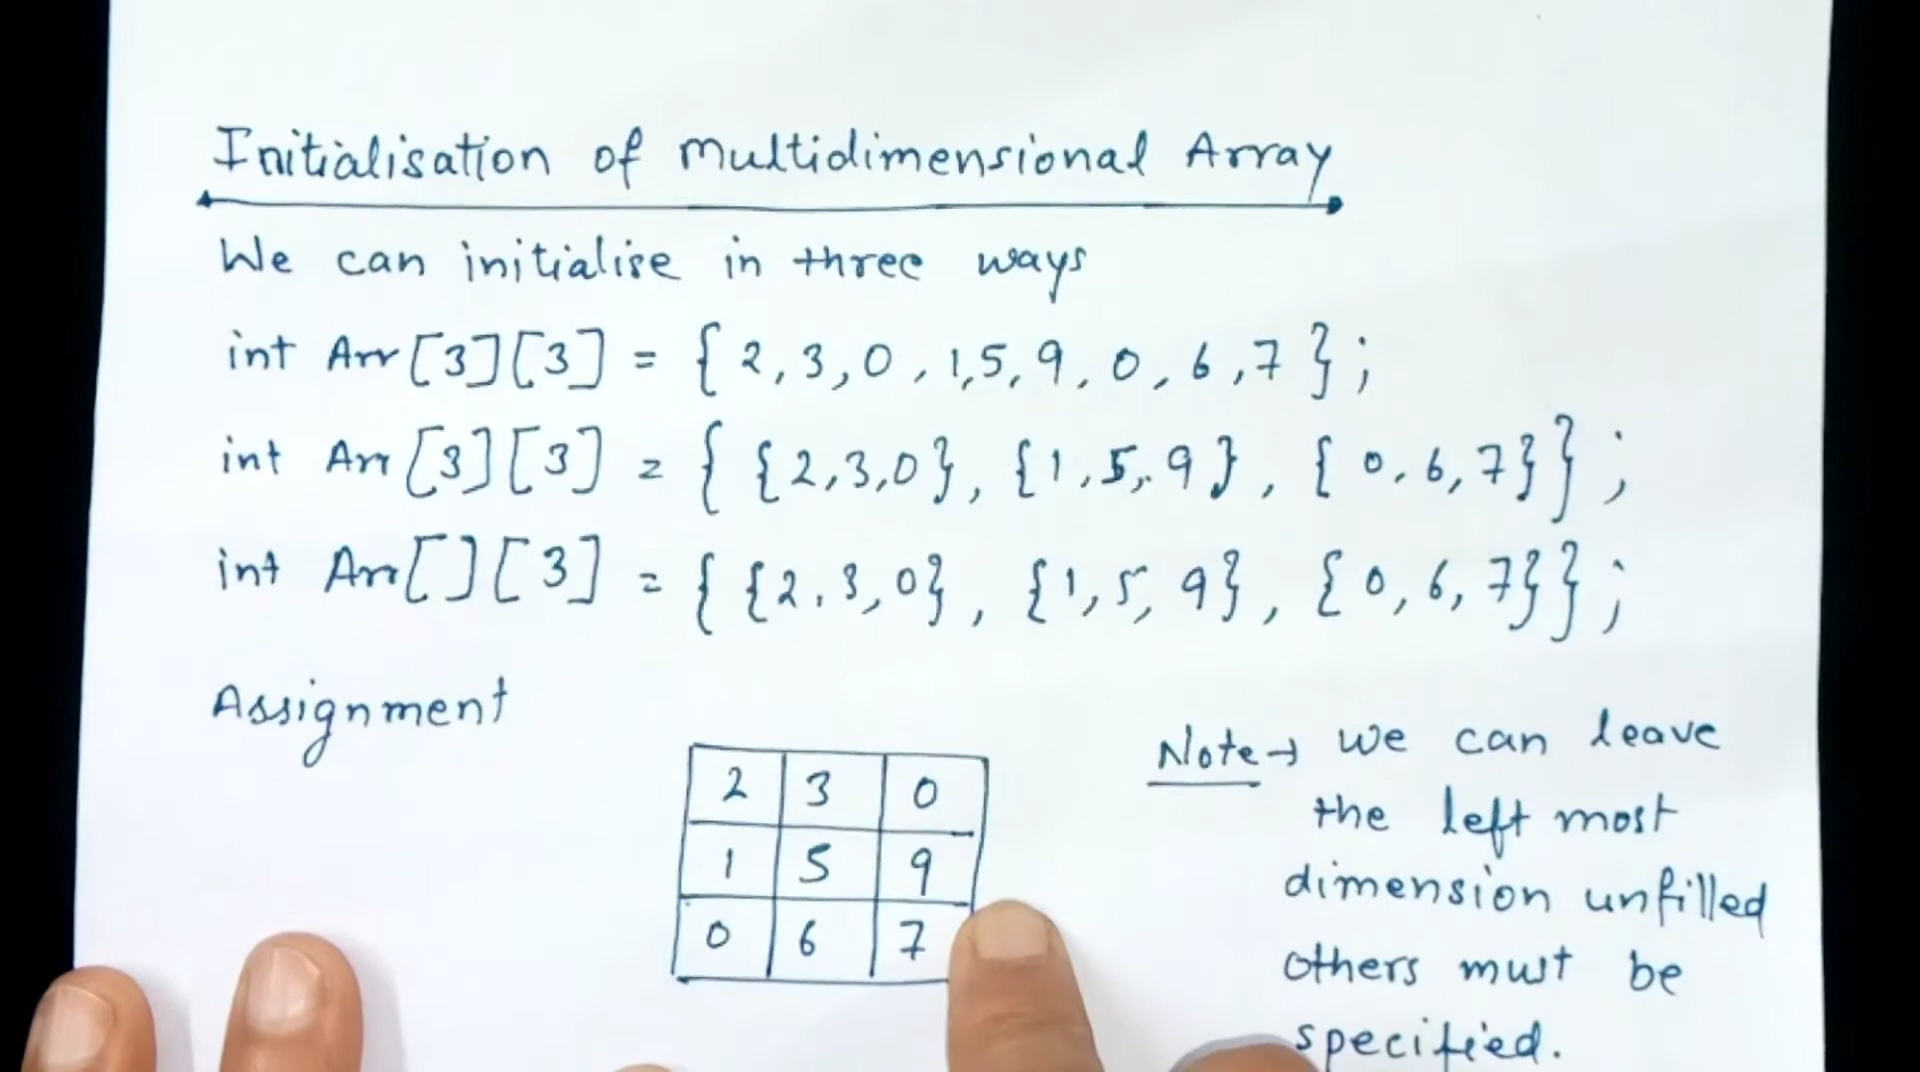 Initialisation of multidimensional Array
We can initialise in three ways
int Arr[3][3] = { 2, 3, 0, 1, 5, 9, 0, 6, 7 };
int Arr[3][3] = { {2,3,0}, {1,5,9}, {0,6,7}};
int Arr[][3] = { {2,3,0}, {1,5,9}, {0,6,7}};
Assignment
2 3 0
1 5 9
0 6 7
Note→ we can leave
the left most
dimension unfilled
others must be
specified.